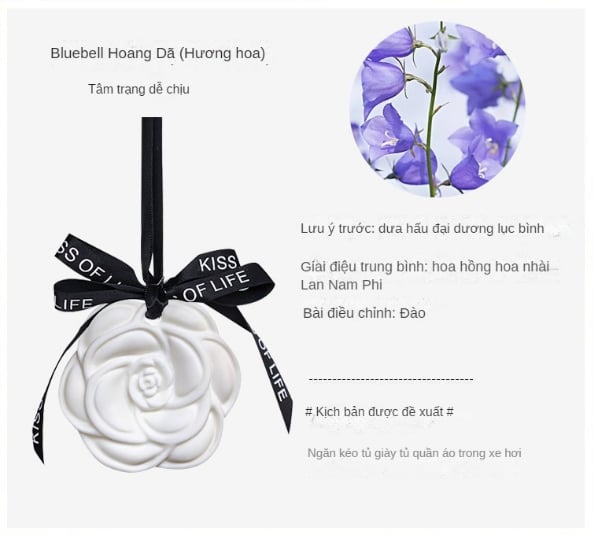 Bluebell Hoang Dã (Hương hoa)
Tâm trạng dễ chịu
KISS OF LIFE
KISS OF LIFE
LIFE
KISS OF LIFE
Lưu ý trước: dưa hấu đại dương lục bình
Giai điệu trung bình: hoa hồng hoa nhài
Lan Nam Phi
Bài điều chỉnh: Đào
-----------------------------------
# Kịch bản được đề xuất #
Ngăn kéo tủ giày tủ quần áo trong xe hơi